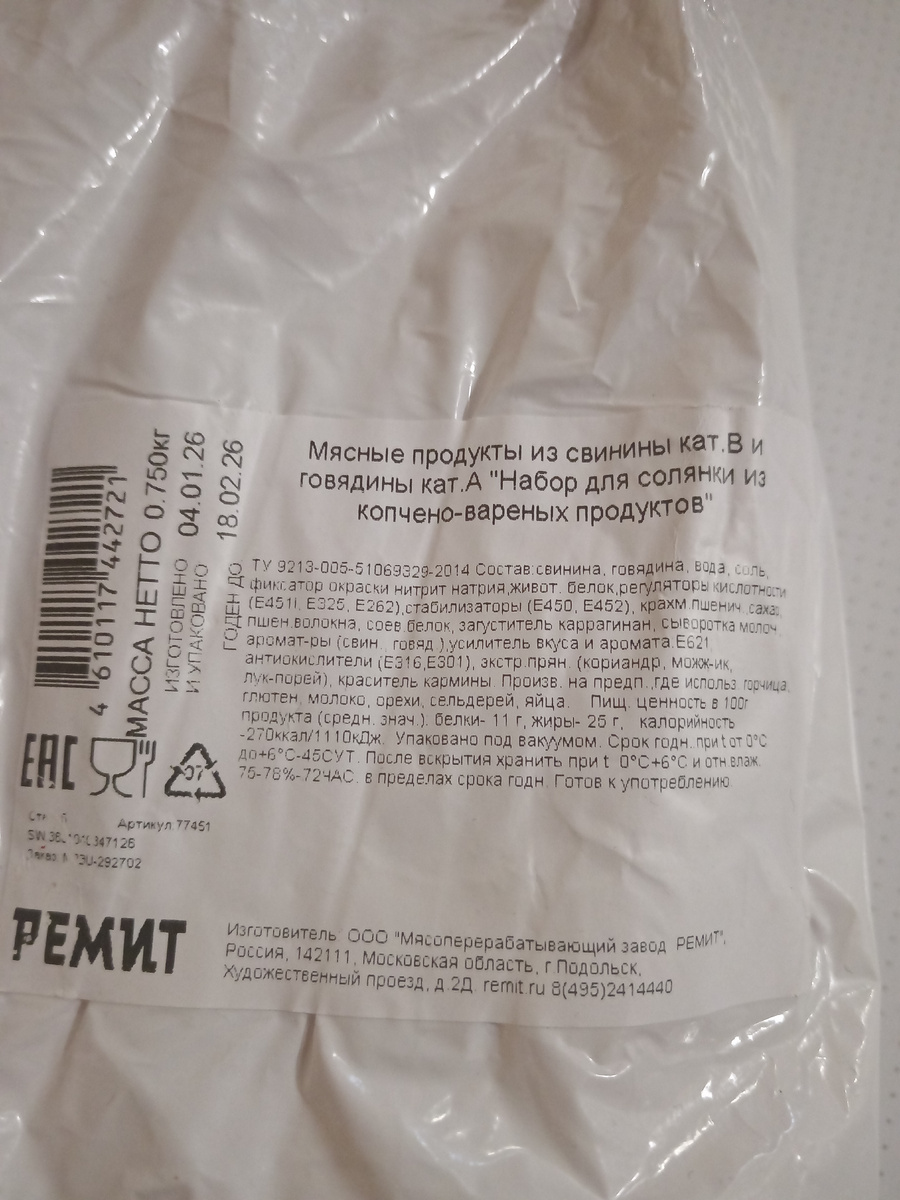 Мясные продукты из свинины кат.В и
говядины кат.А "Набор для солянки из
копчено-вареных продуктов"
ТУ 9213-005-51069329-2014 Состав:свинина, говядина, вода, соль,
фиксатор окраски нитрит натрия,живот. белок,регуляторы кислотности
(Е451i, Е325, Е262),стабилизаторы (Е450, Е452), крахм.пшенич.,сахар,
пшен.волокна, соев.белок, загуститель каррагинан, сыворотка молоч.,
аромат-ры (свин., говяд.),усилитель вкуса и аромата:Е621,
антиокислители (Е316,Е301), экстр.прян. (кориандр, можж-ик,
лук-порей), краситель кармины. Произв. на предп.,где использ. горчица,
глютен, молоко, орехи, сельдерей, яйца. Пищ. ценность в 100г
продукта (средн. знач.): белки- 11 г, жиры- 25 г, калорийность
-270ккал/1110кДж. Упаковано под вакуумом. Срок годн. при t от 0°С
до+6°С-45СУТ. После вскрытия хранить при t 0°С+6°С и отн.влаж.
75-78%-72ЧАС. в пределах срока годн. Готов к употреблению
4 610117 442721
МАССА НЕТТО 0.750кг
ИЗГОТОВЛЕНО
И УПАКОВАНО 04.01.26
ГОДЕН ДО 18.02.26
ЕАС
07
Артикул:77451
SW
ЗU-292702
РЕМИТ
Изготовитель: ООО "Мясоперерабатывающий завод РЕМИТ",
Россия, 142111, Московская область, г.Подольск,
Художественный проезд, д.2Д. remit.ru 8(495)2414440